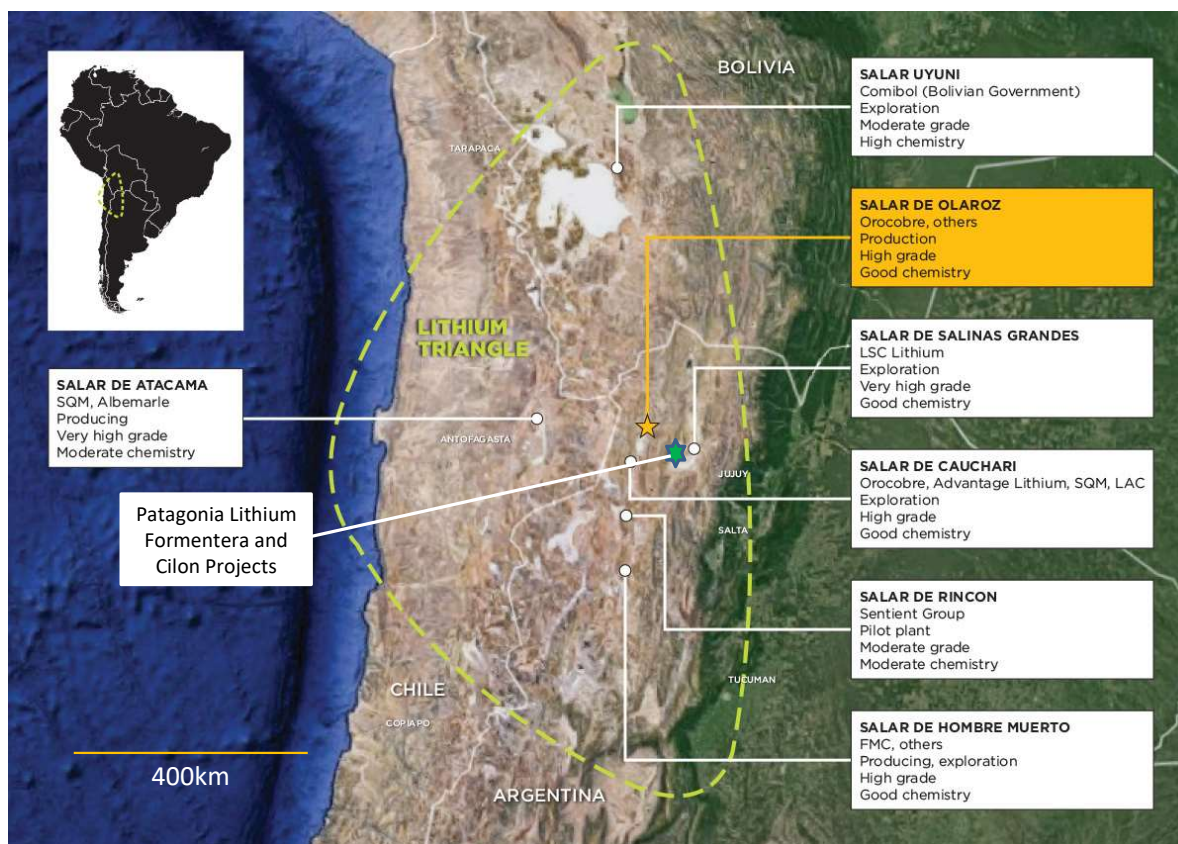 BOLIVIA
TARAPACA
LITHIUM
TRIANGLE
ANTOFAGASTA
JUJUY
SALTA
TUCUMAN
CHILE
COPIAPO
ARGENTINA
400km
SALAR DE ATACAMA
SQM, Albemarle
Producing
Very high grade
Moderate chemistry
Patagonia Lithium
Formentera and
Cilon Projects
SALAR UYUNI
Comibol (Bolivian Government)
Exploration
Moderate grade
High chemistry
SALAR DE OLAROZ
Orocobre, others
Production
High grade
Good chemistry
SALAR DE SALINAS GRANDES
LSC Lithium
Exploration
Very high grade
Good chemistry
SALAR DE CAUCHARI
Orocobre, Advantage Lithium, SQM, LAC
Exploration
High grade
Good chemistry
SALAR DE RINCON
Sentient Group
Pilot plant
Moderate grade
Moderate chemistry
SALAR DE HOMBRE MUERTO
FMC, others
Producing, exploration
High grade
Good chemistry